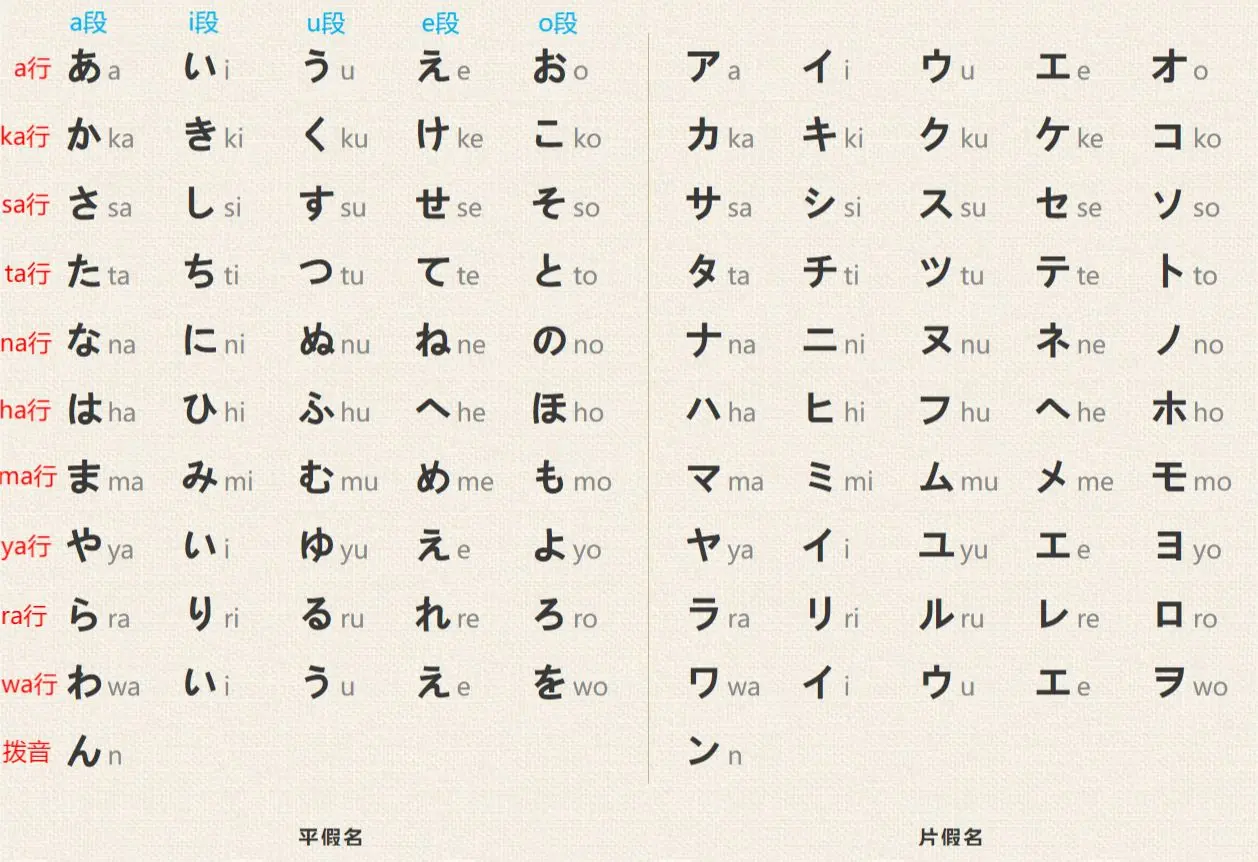 a段 i段 u段 e段 o段
a行 あ a い i う u え e お o ア a イ i ウ u エ e オ o
ka行 か ka き ki く ku け ke こ ko カ ka キ ki ク ku ケ ke コ ko
sa行 さ sa し si す su せ se そ so サ sa シ si ス su セ se ソ so
ta行 た ta ち ti つ tu て te と to タ ta チ ti ツ tu テ te ト to
na行 な na に ni ぬ nu ね ne の no ナ na ニ ni ヌ nu ネ ne ノ no
ha行 は ha ひ hi ふ hu へ he ほ ho ハ ha ヒ hi フ hu ヘ he ホ ho
ma行 ま ma み mi む mu め me も mo マ ma ミ mi ム mu メ me モ mo
ya行 や ya い i ゆ yu え e よ yo ヤ ya イ i ユ yu エ e ヨ yo
ra行 ら ra り ri る ru れ re ろ ro ラ ra リ ri ル ru レ re ロ ro
wa行 わ wa い i う u え e を wo ワ wa イ i ウ u エ e ヲ wo
拨音 ん n ン n
平假名 片假名